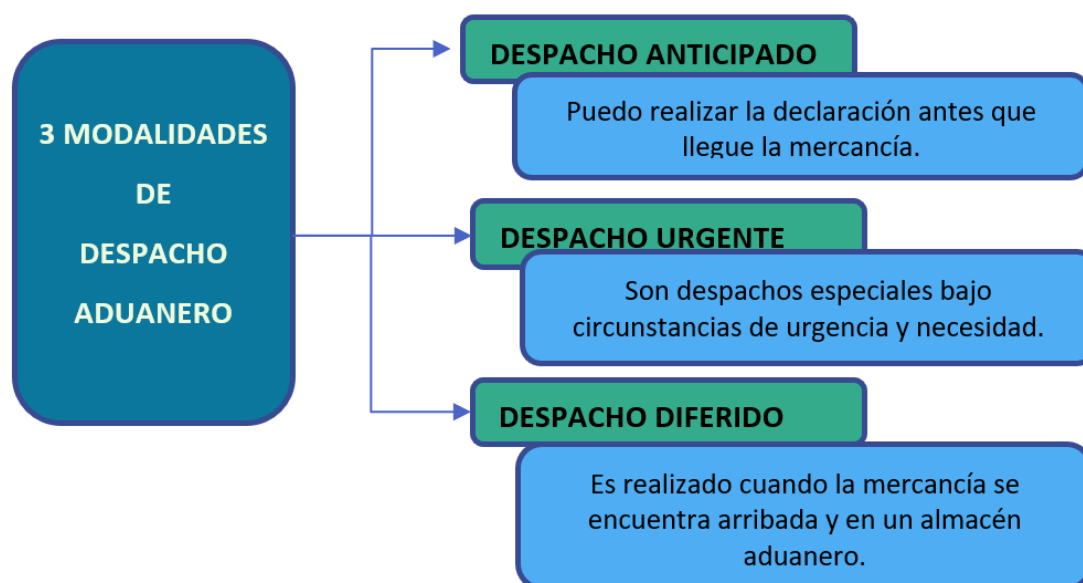 3 MODALIDADES
DE
DESPACHO
ADUANERO
DESPACHO ANTICIPADO
Puedo realizar la declaración antes que
llegue la mercancía.
DESPACHO URGENTE
Son despachos especiales bajo
circunstancias de urgencia y necesidad.
DESPACHO DIFERIDO
Es realizado cuando la mercancía se
encuentra arribada y en un almacén
aduanero.